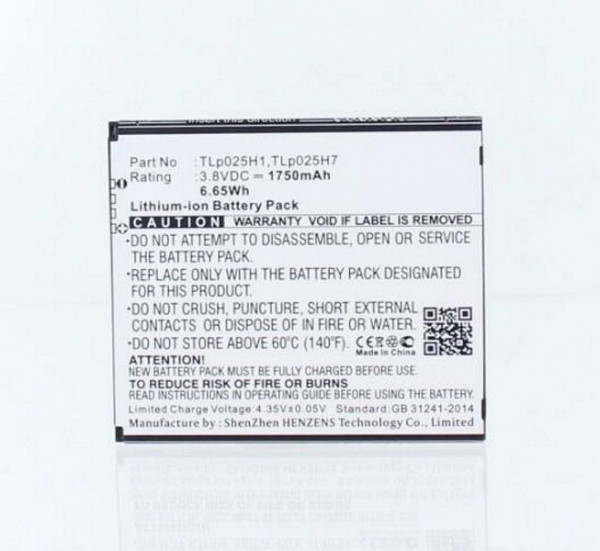 Part No :TLp025H1,TLp025H7
Rating :3.8VDC ⎓ 1750mAh
6.65Wh
Lithium-ion Battery Pack
CAUTION WARRANTY VOID IF LABEL IS REMOVED
•DO NOT ATTEMPT TO DISASSEMBLE, OPEN OR SERVICE
THE BATTERY PACK.
•REPLACE ONLY WITH THE BATTERY PACK DESIGNATED
FOR THIS PRODUCT.
•DO NOT CRUSH, PUNCTURE, SHORT EXTERNAL
CONTACTS OR DISPOSE OF IN FIRE OR WATER.
•DO NOT STORE ABOVE 60°C (140°F). CE
Made in China
ATTENTION!
NEW BATTERY PACK MUST BE FULLY CHARGED BEFORE USE.
TO REDUCE RISK OF FIRE OR BURNS
READ INSTRUCTIONS IN OPERATING GUIDE BEFORE USING BATTERY
Limited Charge Voltage:4.35V±0.05V Standard:GB 31241-2014
Manufacture by:ShenZhen HENZENS Technology Co., Limited